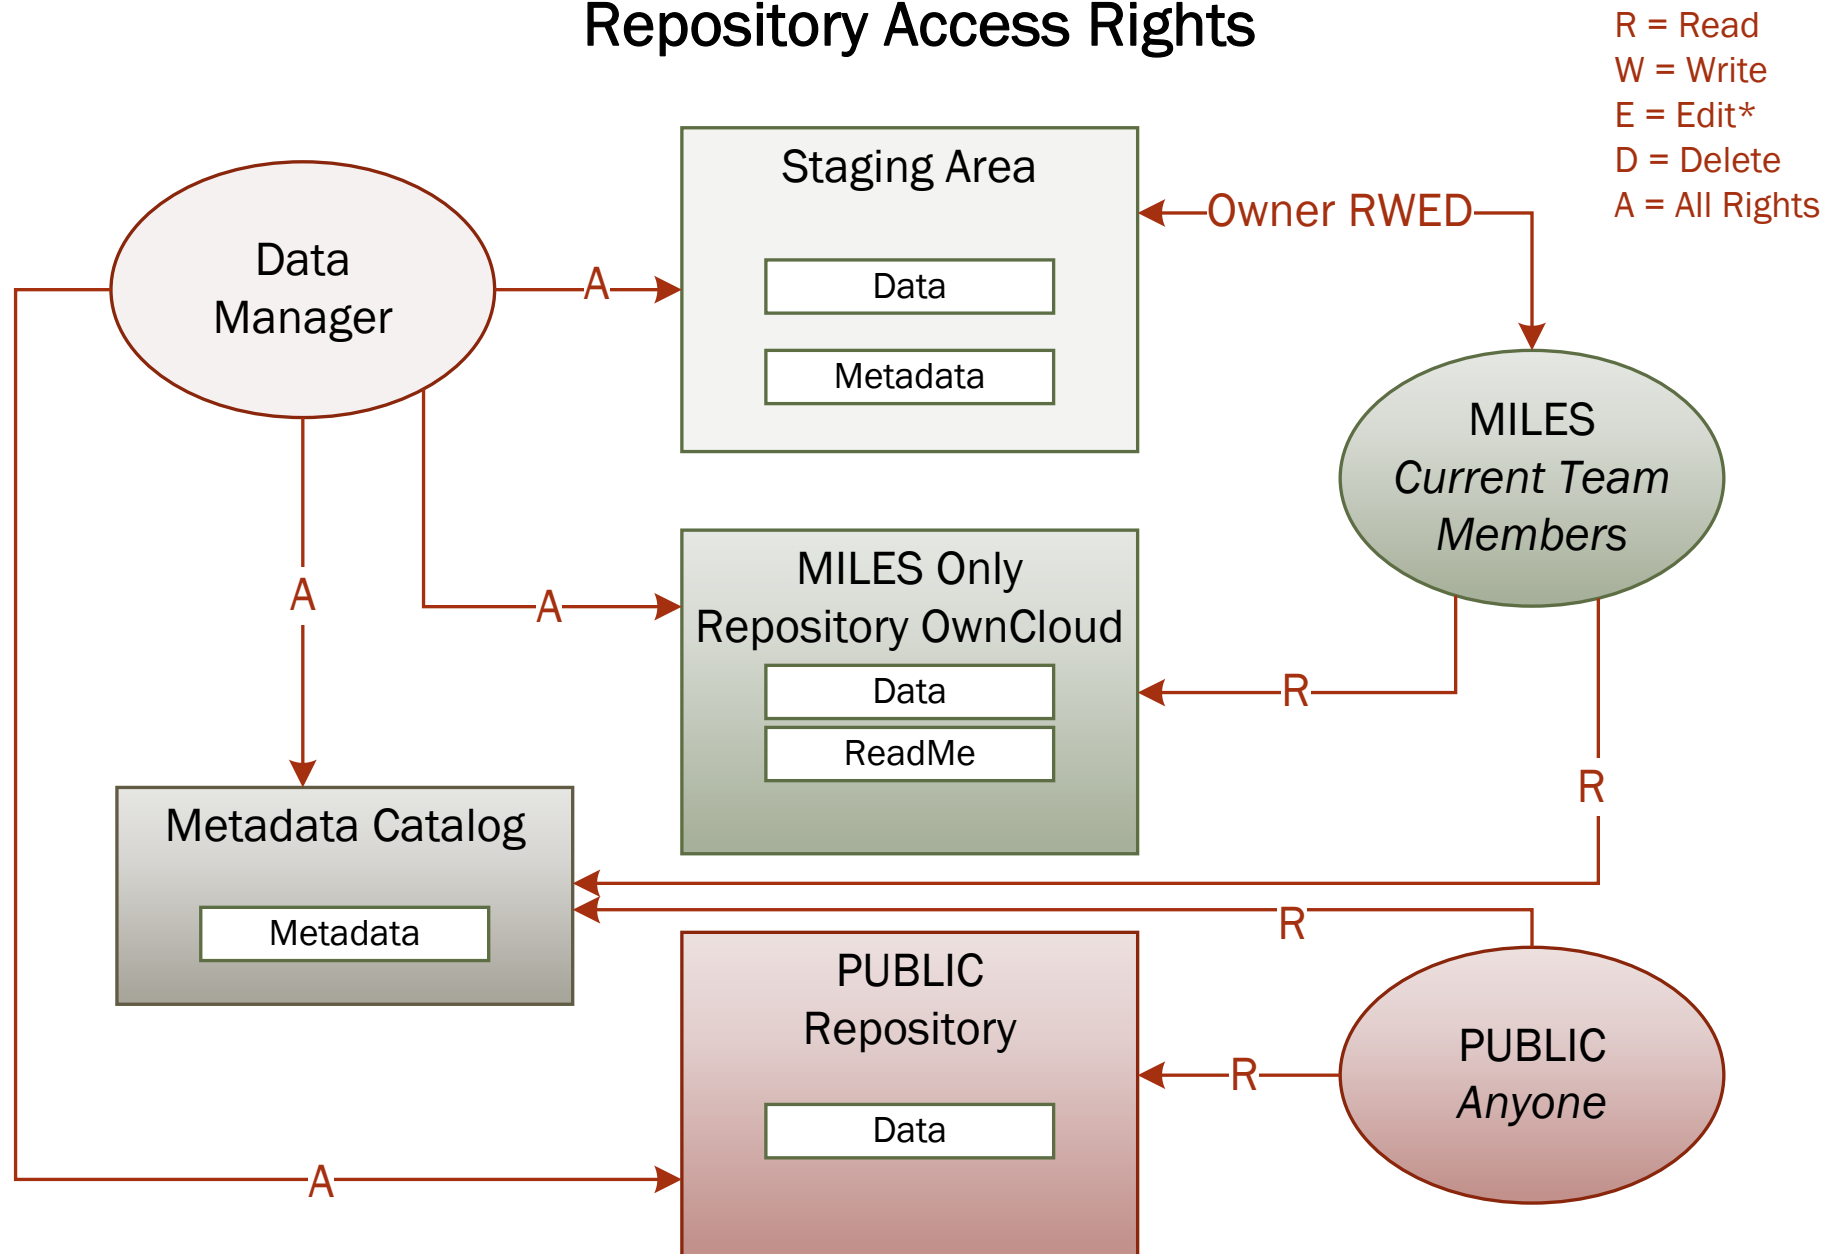 Repository Access Rights
R = Read
W = Write
E = Edit*
D = Delete
A = All Rights
Staging Area
Data
Metadata
Owner RWED
Data
Manager
A
MILES
Current Team
Members
MILES Only
Repository OwnCloud
Data
ReadMe
A
A
R
R
Metadata Catalog
Metadata
R
PUBLIC
Repository
Data
R
PUBLIC
Anyone
A